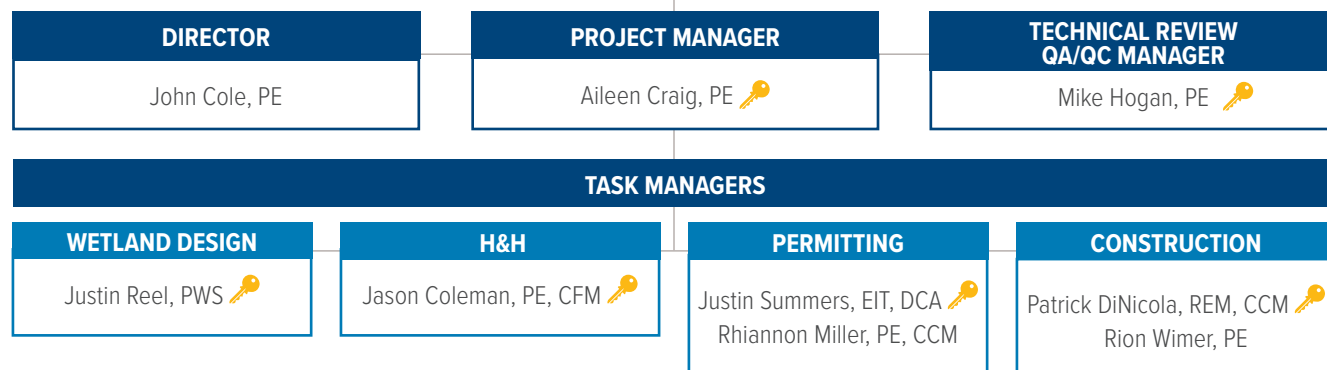 DIRECTOR
John Cole, PE
PROJECT MANAGER
Aileen Craig, PE
TECHNICAL REVIEW
QA/QC MANAGER
Mike Hogan, PE
TASK MANAGERS
WETLAND DESIGN
Justin Reel, PWS
H&H
Jason Coleman, PE, CFM
PERMITTING
Justin Summers, EIT, DCA
Rhiannon Miller, PE, CCM
CONSTRUCTION
Patrick DiNicola, REM, CCM
Rion Wimer, PE